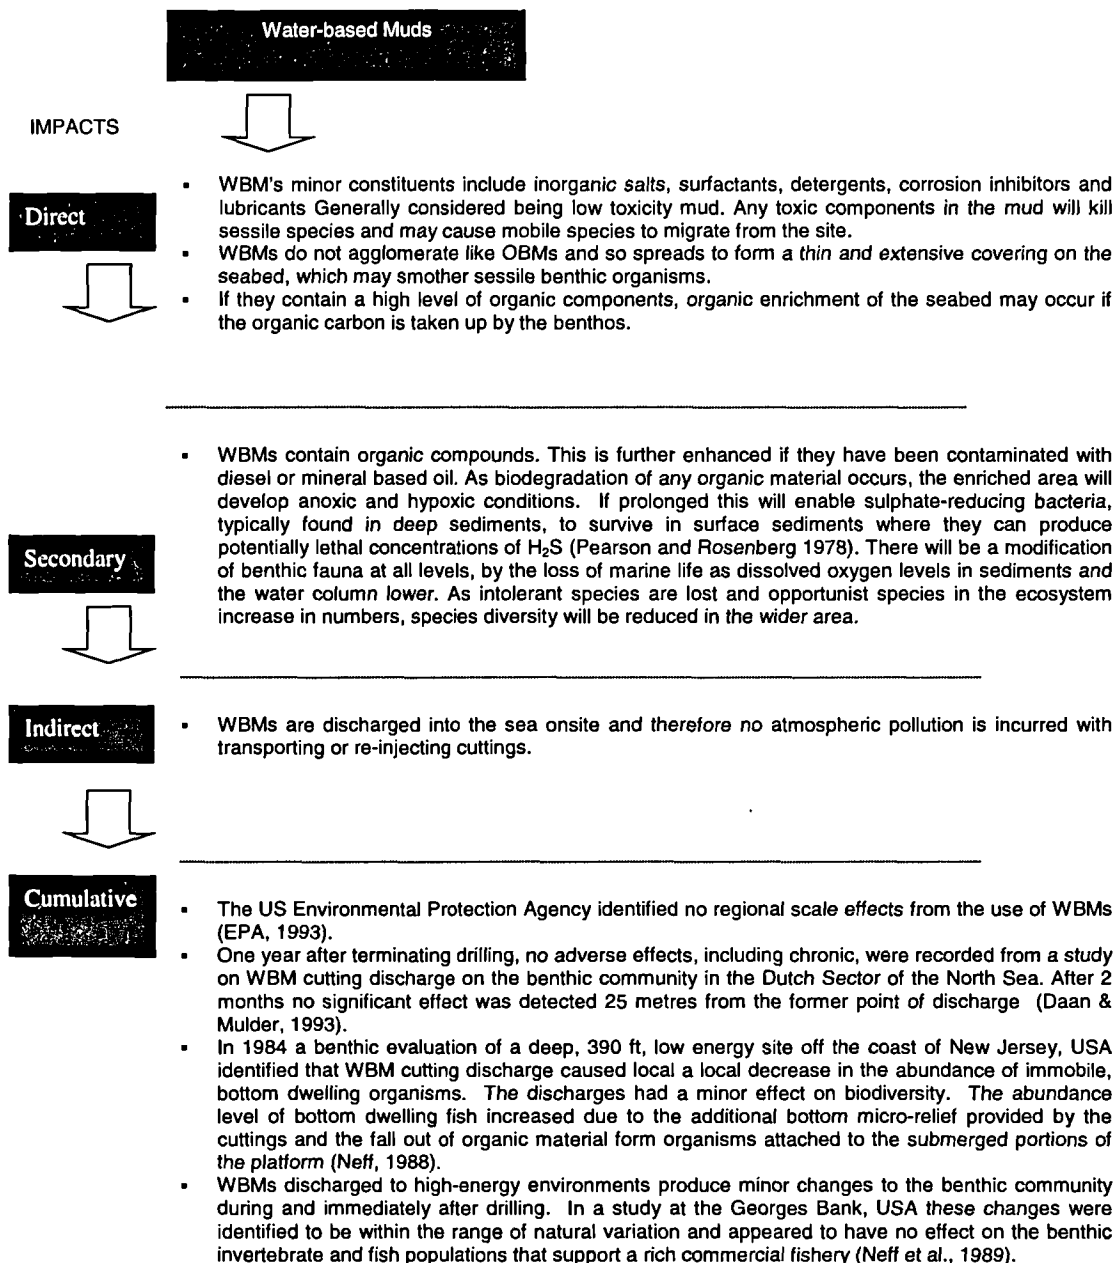 Water-based Muds
IMPACTS
Direct
▪ WBM's minor constituents include inorganic salts, surfactants, detergents, corrosion inhibitors and
lubricants Generally considered being low toxicity mud. Any toxic components in the mud will kill
sessile species and may cause mobile species to migrate from the site.
▪ WBMs do not agglomerate like OBMs and so spreads to form a thin and extensive covering on the
seabed, which may smother sessile benthic organisms.
▪ If they contain a high level of organic components, organic enrichment of the seabed may occur if
the organic carbon is taken up by the benthos.
Secondary
▪ WBMs contain organic compounds. This is further enhanced if they have been contaminated with
diesel or mineral based oil. As biodegradation of any organic material occurs, the enriched area will
develop anoxic and hypoxic conditions. If prolonged this will enable sulphate-reducing bacteria,
typically found in deep sediments, to survive in surface sediments where they can produce
potentially lethal concentrations of H₂S (Pearson and Rosenberg 1978). There will be a modification
of benthic fauna at all levels, by the loss of marine life as dissolved oxygen levels in sediments and
the water column lower. As intolerant species are lost and opportunist species in the ecosystem
increase in numbers, species diversity will be reduced in the wider area.
Indirect
▪ WBMs are discharged into the sea onsite and therefore no atmospheric pollution is incurred with
transporting or re-injecting cuttings.
Cumulative
▪ The US Environmental Protection Agency identified no regional scale effects from the use of WBMs
(EPA, 1993).
▪ One year after terminating drilling, no adverse effects, including chronic, were recorded from a study
on WBM cutting discharge on the benthic community in the Dutch Sector of the North Sea. After 2
months no significant effect was detected 25 metres from the former point of discharge (Daan &
Mulder, 1993).
▪ In 1984 a benthic evaluation of a deep, 390 ft, low energy site off the coast of New Jersey, USA
identified that WBM cutting discharge caused local a local decrease in the abundance of immobile,
bottom dwelling organisms. The discharges had a minor effect on biodiversity. The abundance
level of bottom dwelling fish increased due to the additional bottom micro-relief provided by the
cuttings and the fall out of organic material form organisms attached to the submerged portions of
the platform (Neff, 1988).
▪ WBMs discharged to high-energy environments produce minor changes to the benthic community
during and immediately after drilling. In a study at the Georges Bank, USA these changes were
identified to be within the range of natural variation and appeared to have no effect on the benthic
invertebrate and fish populations that support a rich commercial fishery (Neff et al., 1989).